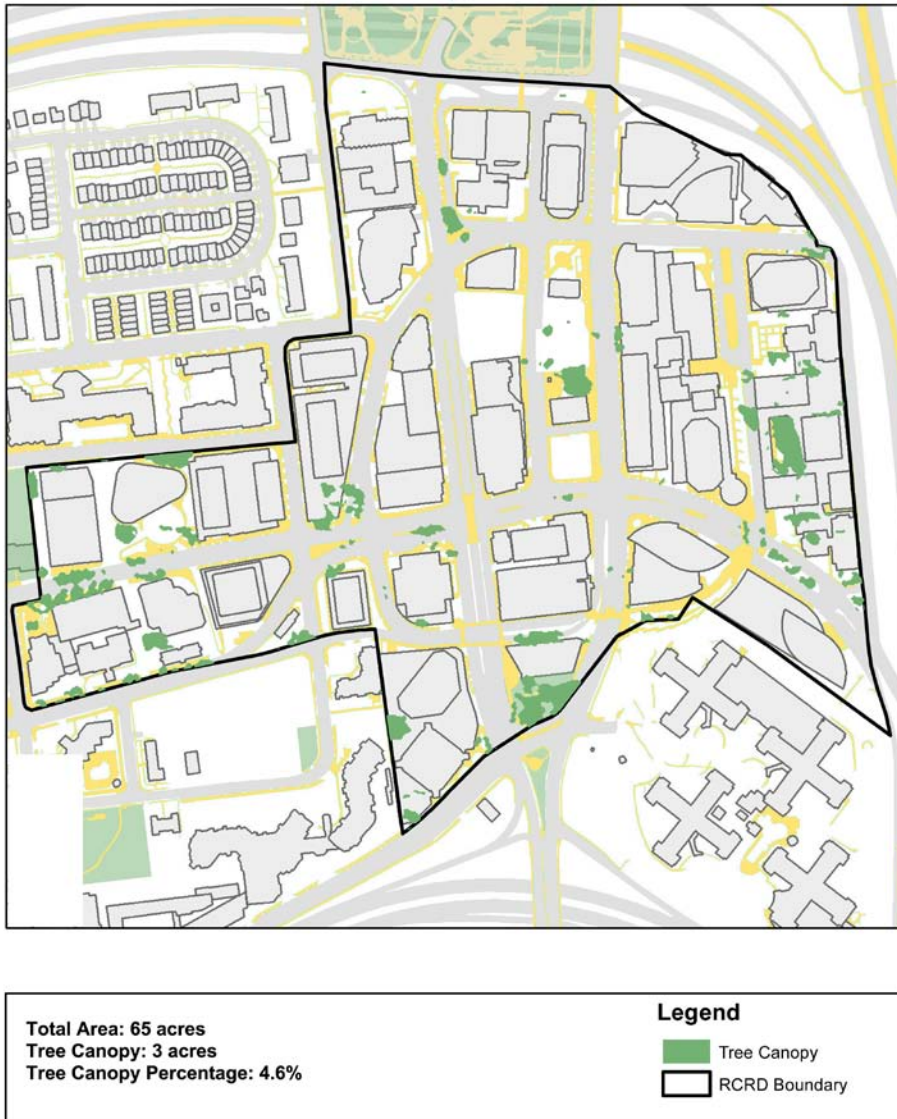 Total Area: 65 acres
Tree Canopy: 3 acres
Tree Canopy Percentage: 4.6%
Legend
Tree Canopy
RCRD Boundary